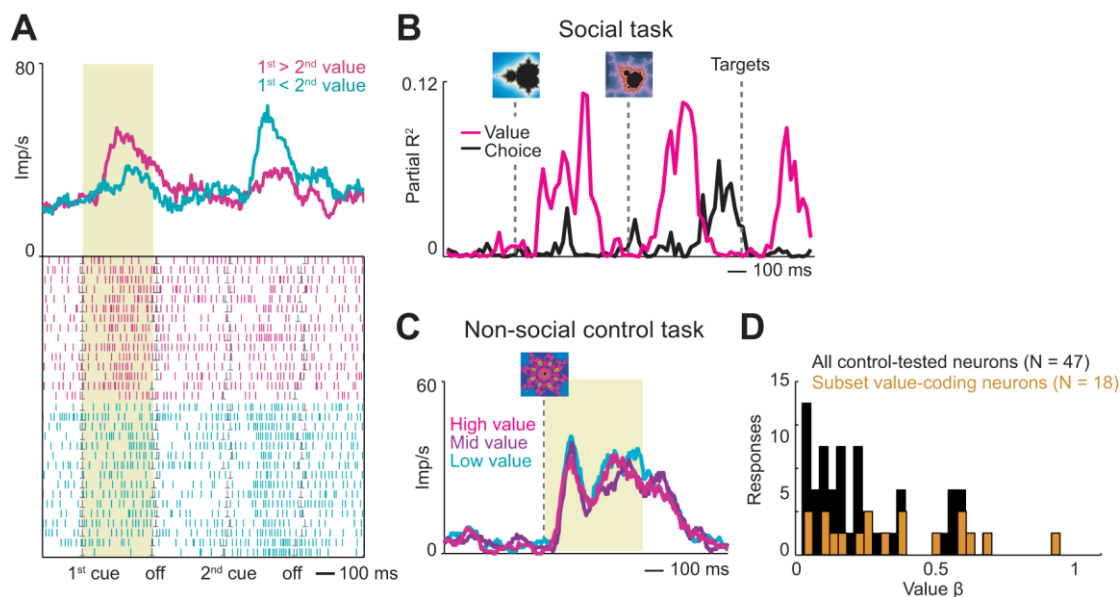 A
80
1st > 2nd value
1st < 2nd value
Imp/s
0
1st cue off 2nd cue off 100 ms
B
Social task
0.12
Targets
Value
Choice
Partial R²
0
100 ms
C
Non-social control task
60
High value
Mid value
Low value
Imp/s
0
100 ms
D
All control-tested neurons (N = 47)
Subset value-coding neurons (N = 18)
15
10
5
0
Responses
0 0.5 1
Value β